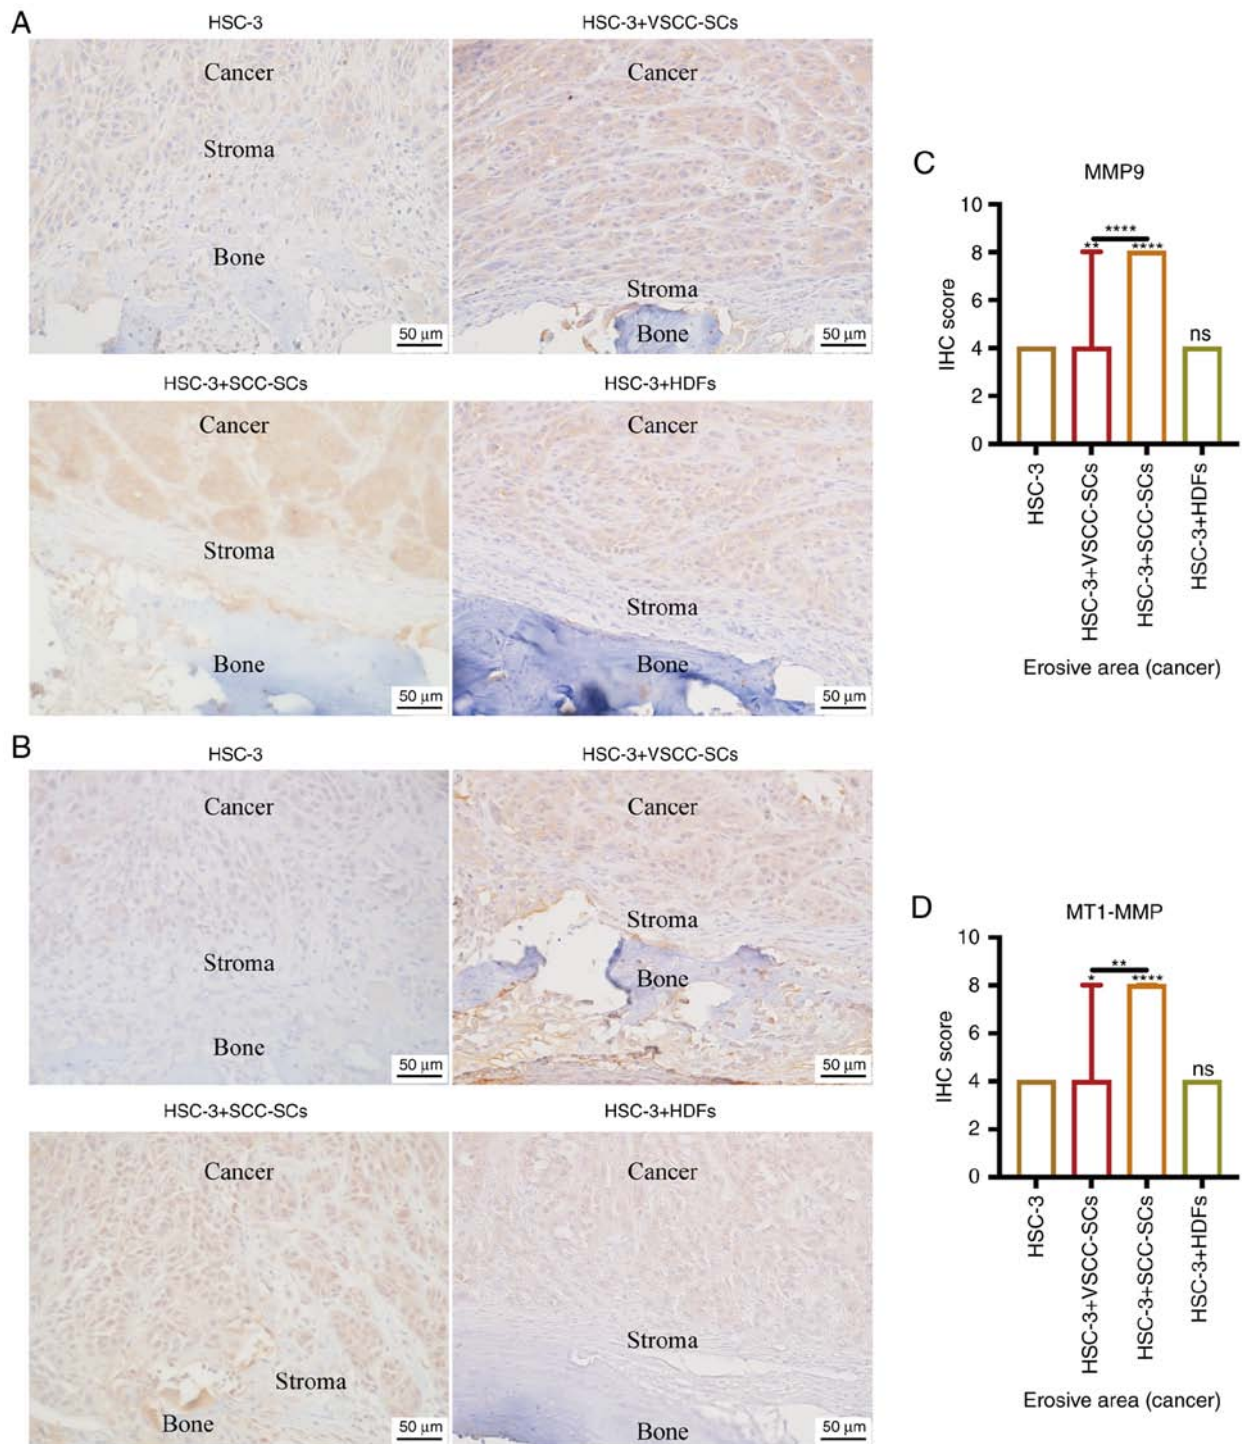 A
HSC-3
HSC-3+VSCC-SCs
Cancer
Stroma
Bone
50 µm
Cancer
Stroma
Bone
50 µm
HSC-3+SCC-SCs
HSC-3+HDFs
Cancer
Stroma
Bone
50 µm
Cancer
Stroma
Bone
50 µm
B
HSC-3
HSC-3+VSCC-SCs
Cancer
Stroma
Bone
50 µm
Cancer
Stroma
Bone
50 µm
HSC-3+SCC-SCs
HSC-3+HDFs
Cancer
Stroma
Bone
50 µm
Cancer
Stroma
Bone
50 µm
C
MMP9
IHC score
10
8
6
4
2
0
****
**
****
ns
HSC-3
HSC-3+VSCC-SCs
HSC-3+SCC-SCs
HSC-3+HDFs
Erosive area (cancer)
D
MT1-MMP
IHC score
10
8
6
4
2
0
**
*
****
ns
HSC-3
HSC-3+VSCC-SCs
HSC-3+SCC-SCs
HSC-3+HDFs
Erosive area (cancer)